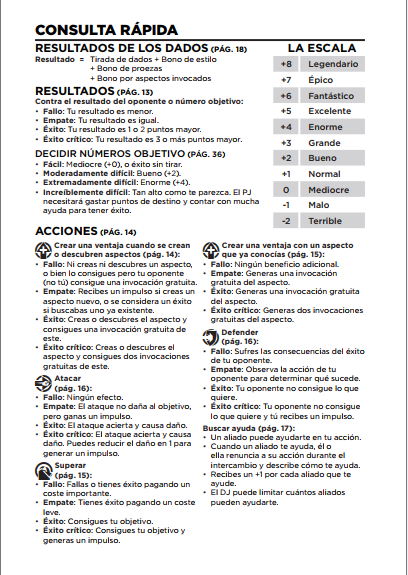 CONSULTA RÁPIDA
RESULTADOS DE LOS DADOS (PÁG. 18)
Resultado = Tirada de dados + Bono de estilo
+ Bono de proezas
+ Bono por aspectos invocados
RESULTADOS (PÁG. 13)
Contra el resultado del oponente o número objetivo:
• Fallo: Tu resultado es menor.
• Empate: Tu resultado es igual.
• Éxito: Tu resultado es 1 o 2 puntos mayor.
• Éxito crítico: Tu resultado es 3 o más puntos mayor.
DECIDIR NÚMEROS OBJETIVO (PÁG. 36)
• Fácil: Mediocre (+0), o éxito sin tirar.
• Moderadamente difícil: Bueno (+2).
• Extremadamente difícil: Enorme (+4).
• Increíblemente difícil: Tan alto como te parezca. El PJ
necesitará gastar puntos de destino y contar con mucha
ayuda para tener éxito.
LA ESCALA
+8 Legendario
+7 Épico
+6 Fantástico
+5 Excelente
+4 Enorme
+3 Grande
+2 Bueno
+1 Normal
0 Mediocre
-1 Malo
-2 Terrible
ACCIONES (PÁG. 14)
Crear una ventaja cuando se crean
o descubren aspectos (pág. 14):
• Fallo: Ni creas ni descubres un aspecto,
o bien lo consigues pero tu oponente
(no tú) consigue una invocación gratuita.
• Empate: Recibes un impulso si creas un
aspecto nuevo, o se considera un éxito
si buscabas uno ya existente.
• Éxito: Creas o descubres el aspecto y
consigues una invocación gratuita de
este.
• Éxito crítico: Creas o descubres el
aspecto y consigues dos invocaciones
gratuitas de este.
Atacar
(pág. 16):
• Fallo: Ningún efecto.
• Empate: El ataque no daña al objetivo,
pero ganas un impulso.
• Éxito: El ataque acierta y causa daño.
• Éxito crítico: El ataque acierta y causa
daño. Puedes reducir el daño en 1 para
generar un impulso.
Superar
(pág. 15):
• Fallo: Fallas o tienes éxito pagando un
coste importante.
• Empate: Tienes éxito pagando un coste
leve.
• Éxito: Consigues tu objetivo.
• Éxito crítico: Consigues tu objetivo y
generas un impulso.
Crear una ventaja con un aspecto
que ya conocías (pág. 15):
• Fallo: Ningún beneficio adicional.
• Empate: Generas una invocación
gratuita del aspecto.
• Éxito: Generas una invocación gratuita
del aspecto.
• Éxito crítico: Generas dos invocaciones
gratuitas del aspecto.
Defender
(pág. 16):
• Fallo: Sufres las consecuencias del éxito
de tu oponente.
• Empate: Observa la acción de tu
oponente para determinar qué sucede.
• Éxito: Tu oponente no consigue lo que
quiere.
• Éxito crítico: Tu oponente no consigue
lo que quiere y tú recibes un impulso.
Buscar ayuda (pág. 17):
• Un aliado puede ayudarte en tu acción.
• Cuando un aliado te ayuda, él o
ella renuncia a su acción durante el
intercambio y describe cómo te ayuda.
• Recibes un +1 por cada aliado que te
ayude.
• El DJ puede limitar cuántos aliados
pueden ayudarte.